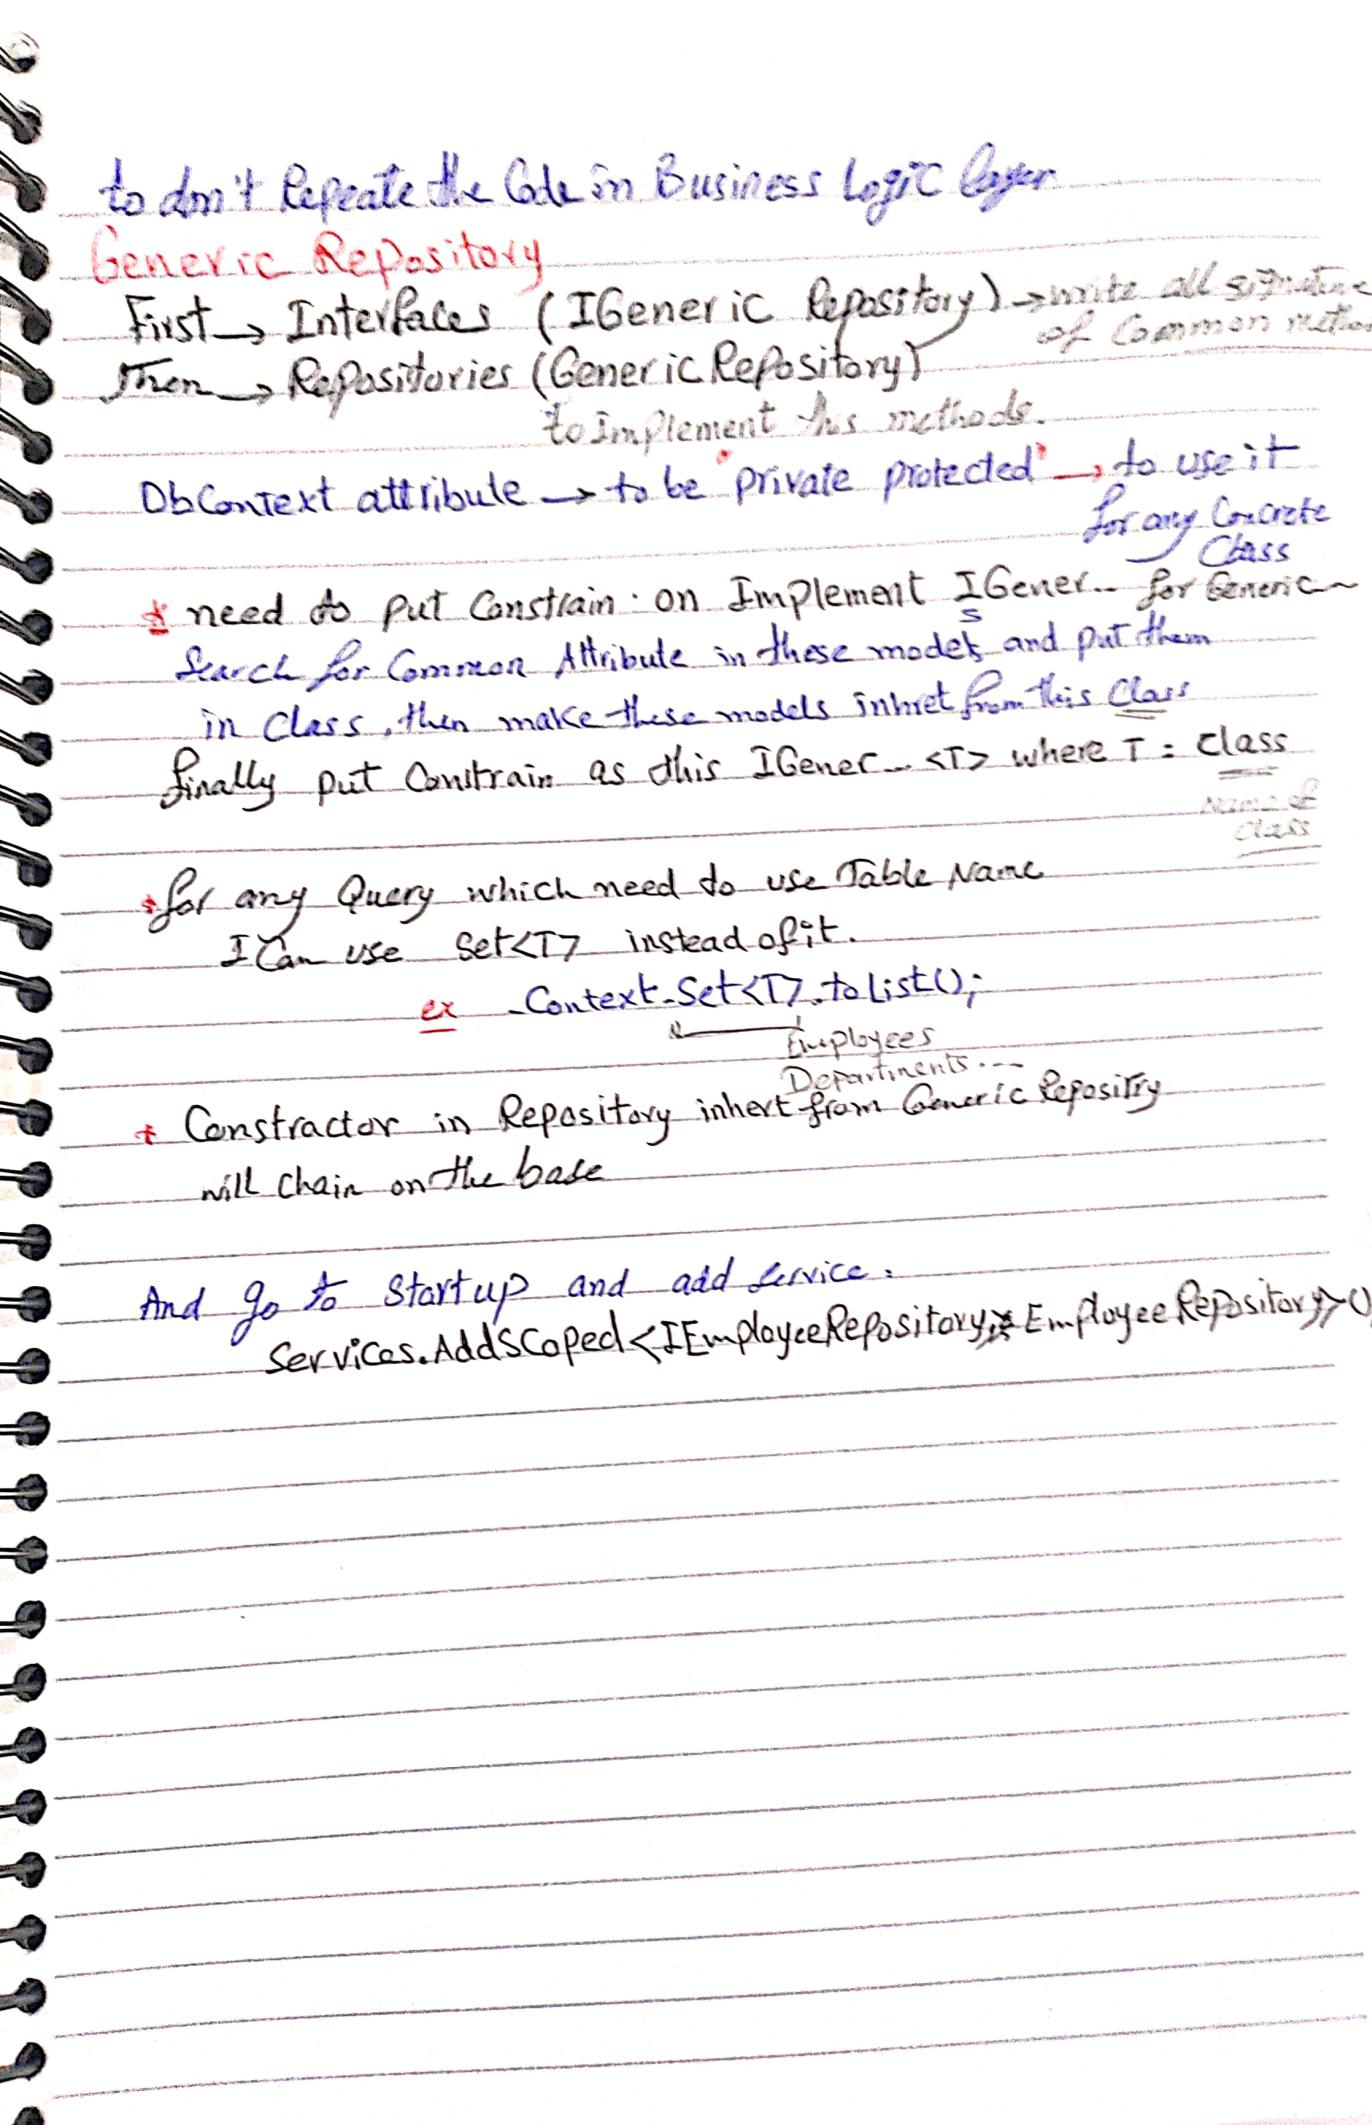 to don't Repeate the Code in Business Logic layer
Generic Repository
First → Interfaces (IGeneric Repository) → write all signature
of Common metho
Then → Repositories (Generic Repository)
to Implement this methods.
DbContext attribute → to be "private protected" → to use it
for any Concrete
Class
* need to put Constrain. on Implement IGener... for Generic~
Search for Common Attribute in these models and put them
in Class, then make these models inhret from this Class
finally put Constrain as this IGener... <T> where T : Class
Name of
Class
* for any Query which need to use Table Name
I Can use Set<T> instead of it.
ex _Context.Set<T>.toList();
Employees
Departments...
* Constractor in Repository inhert from Generic Repositry
will chain on the base
And go to Startup and add service.
Services.AddScoped<IEmployeeRepository, EmployeeRepository>()